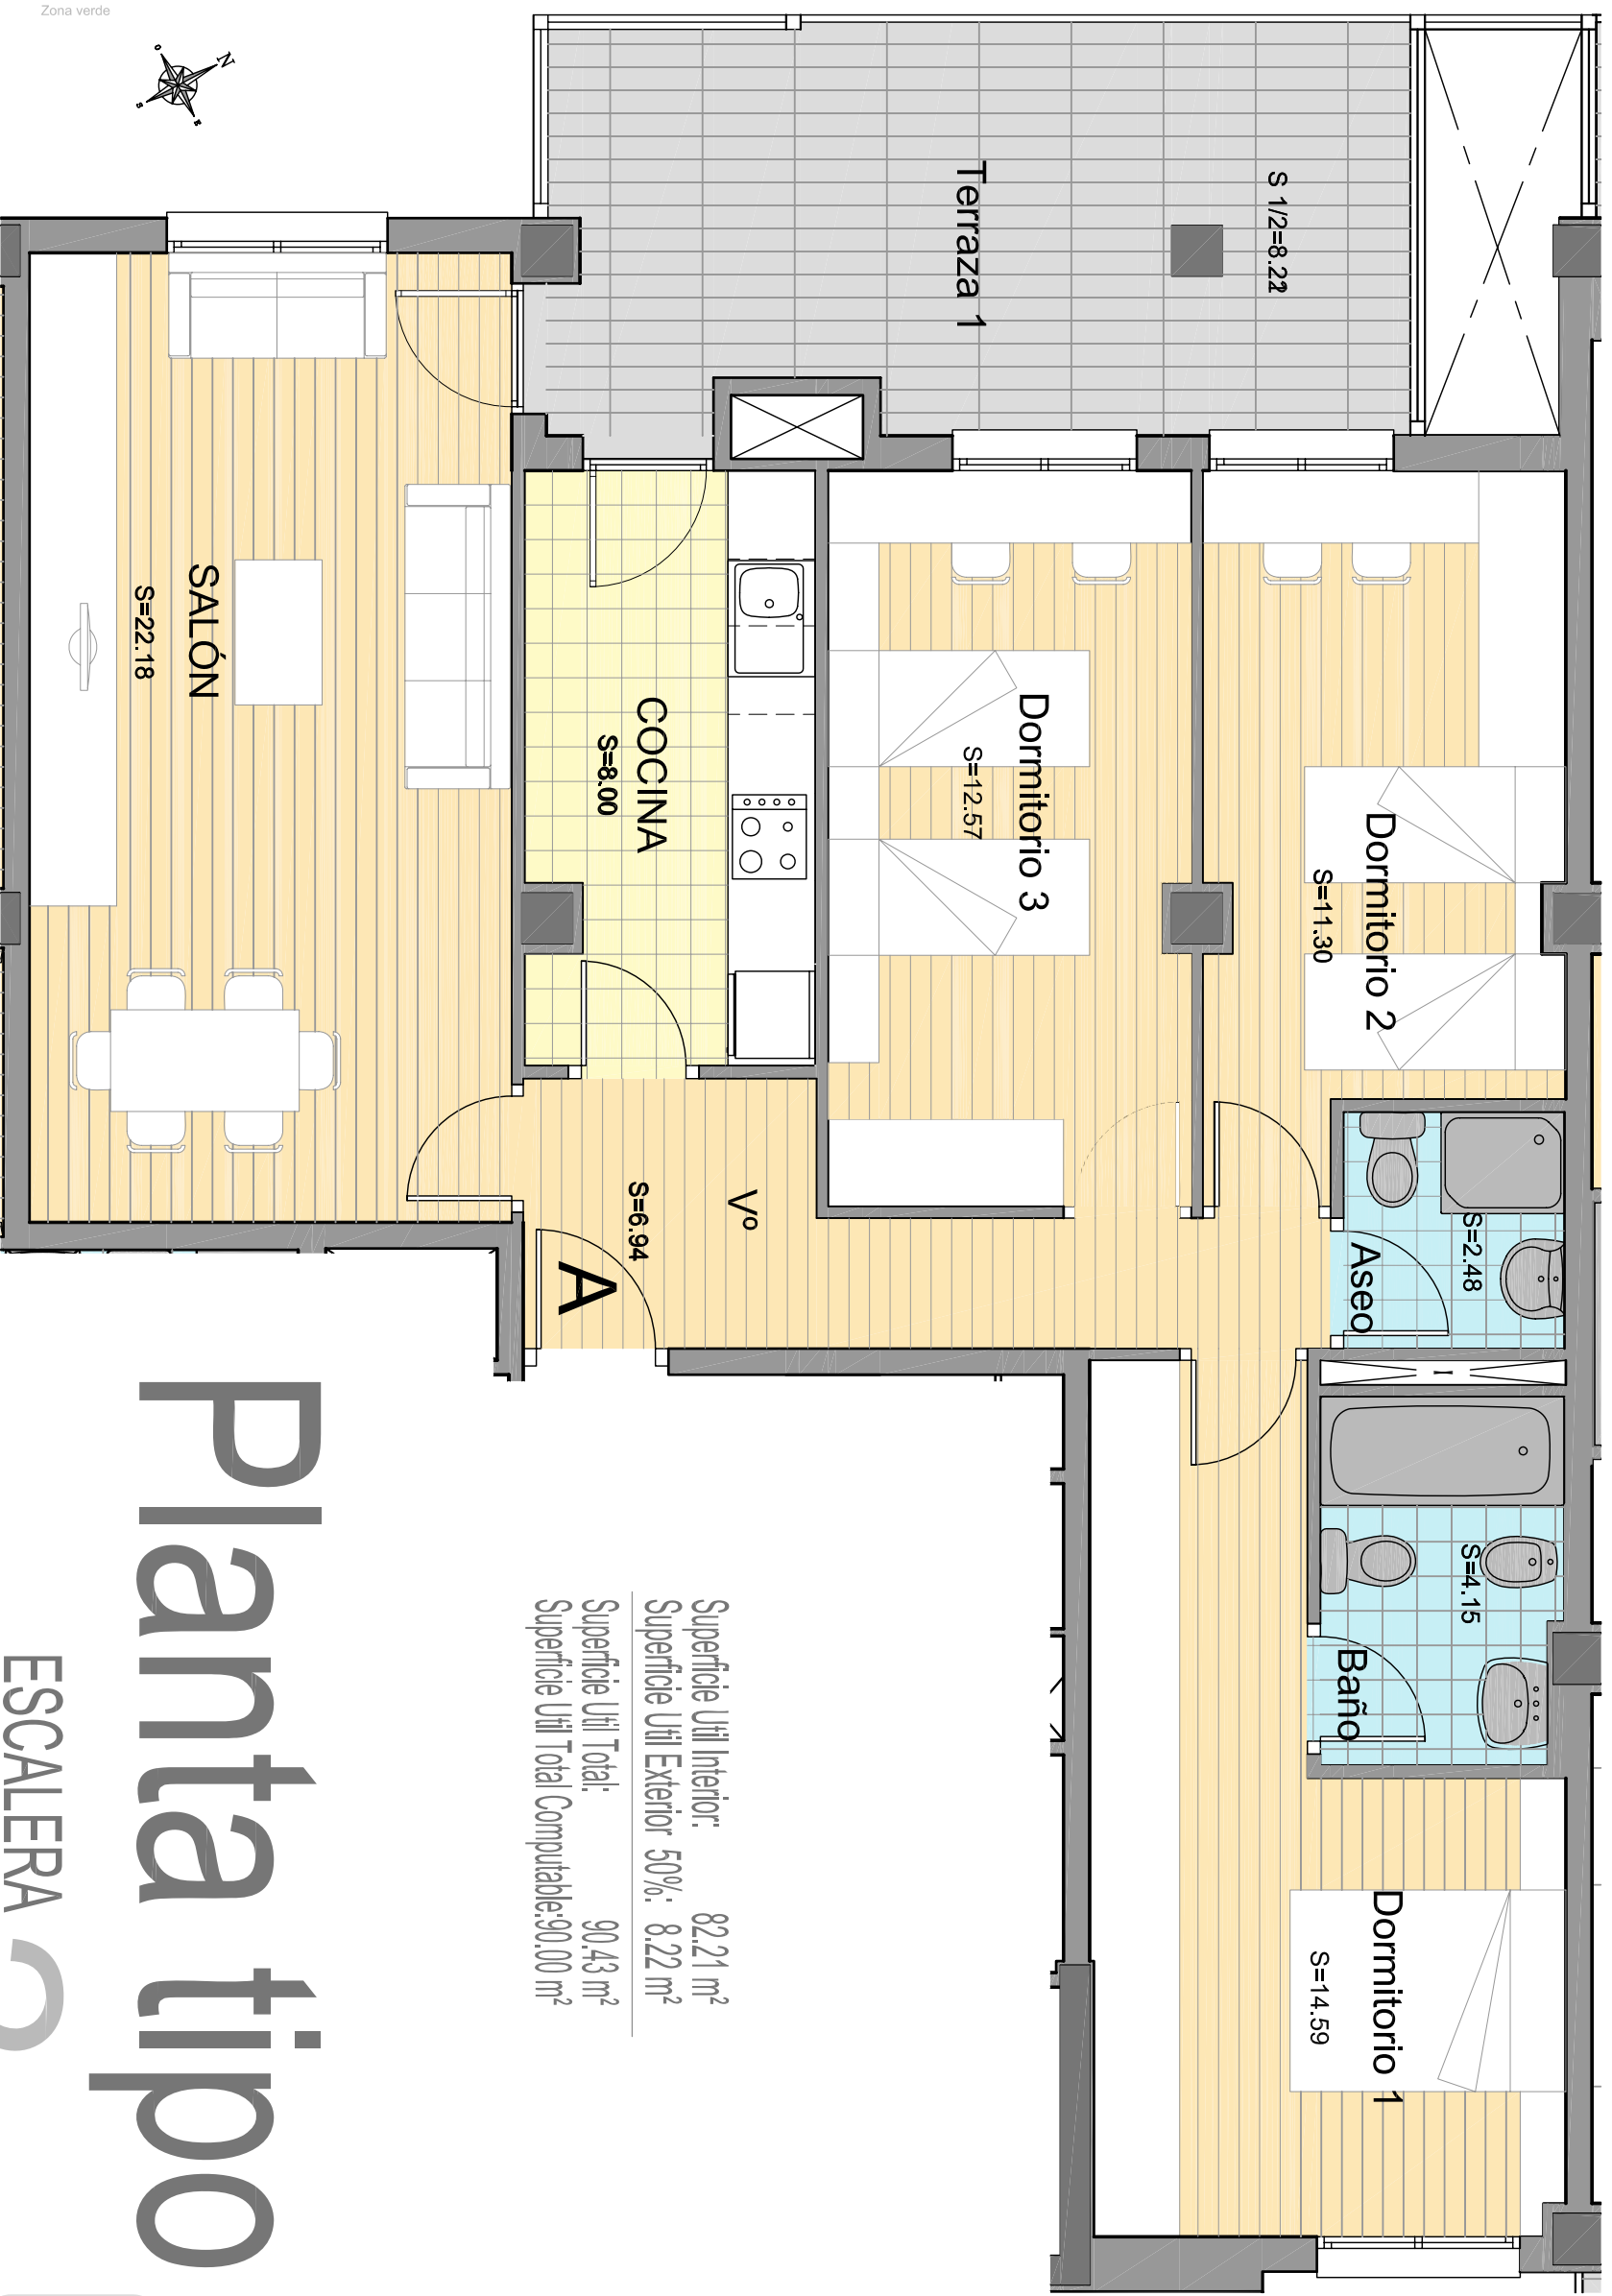 Zona verde
N
O
S
E
Terraza 1
S 1/2=8.22
SALÓN
S=22.18
COCINA
S=8.00
Dormitorio 3
S=12.57
Dormitorio 2
S=11.30
Vº
S=6.94
A
Aseo
S=2.48
Baño
S=4.15
Dormitorio 1
S=14.59
Superficie Util Interior: 82.21 m²
Superficie Util Exterior 50%: 8.22 m²
Superficie Util Total: 90.43 m²
Superficie Util Total Computable: 90.00 m²
Planta tipo
ESCALERA